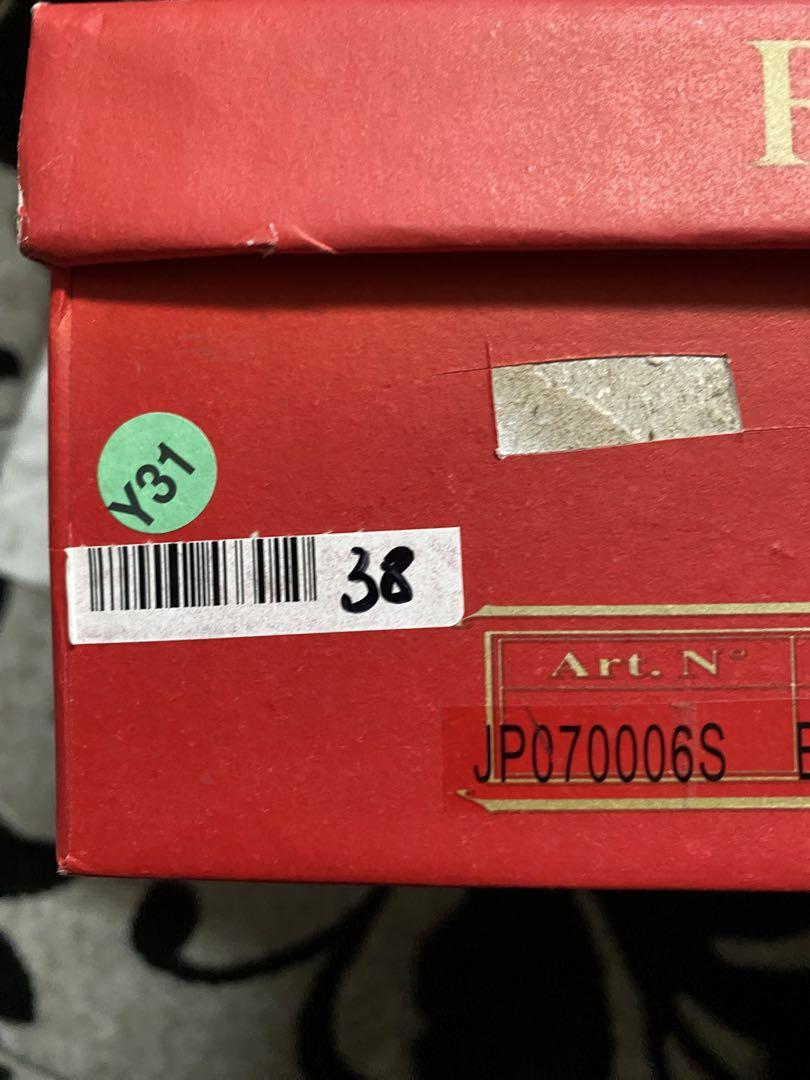 Y31
38
Art. N°
JP070006S